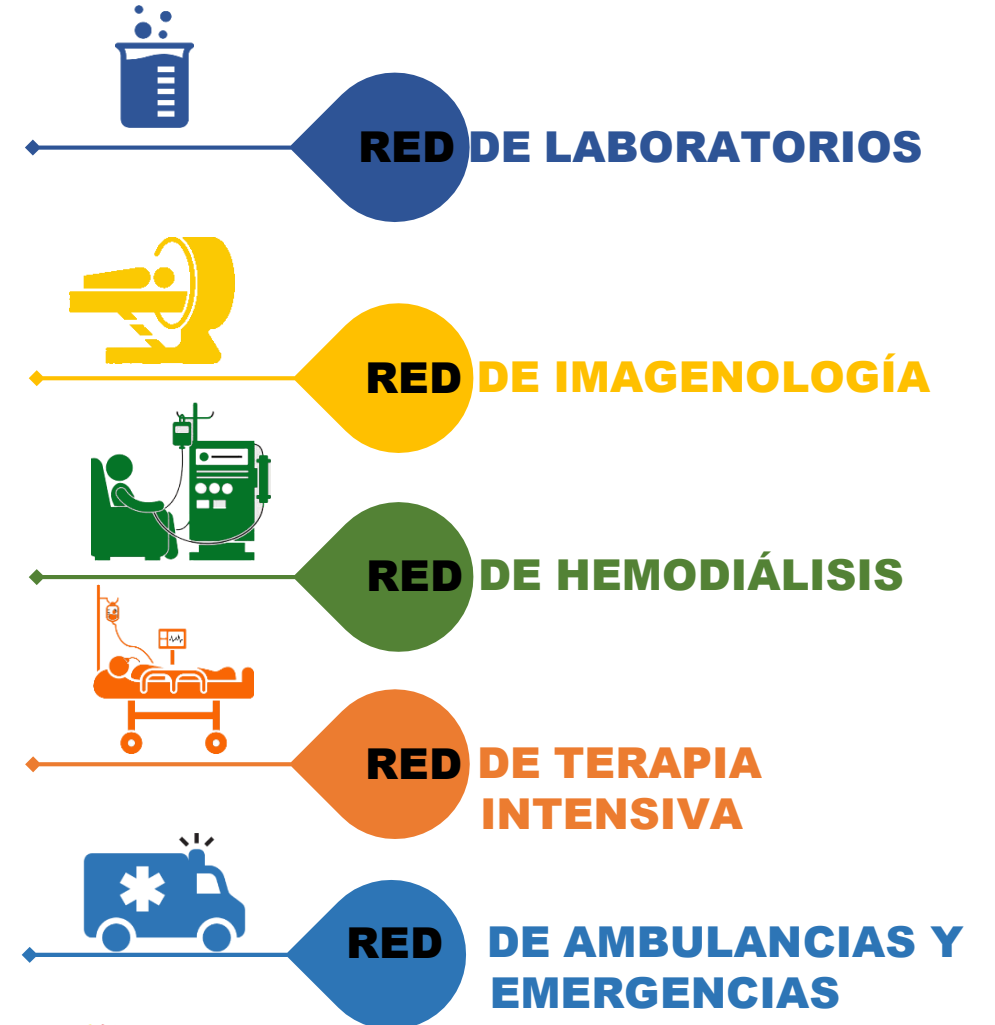 RED DE LABORATORIOS
RED DE IMAGENOLOGÍA
RED DE HEMODIÁLISIS
RED DE TERAPIA
INTENSIVA
RED DE AMBULANCIAS Y
EMERGENCIAS